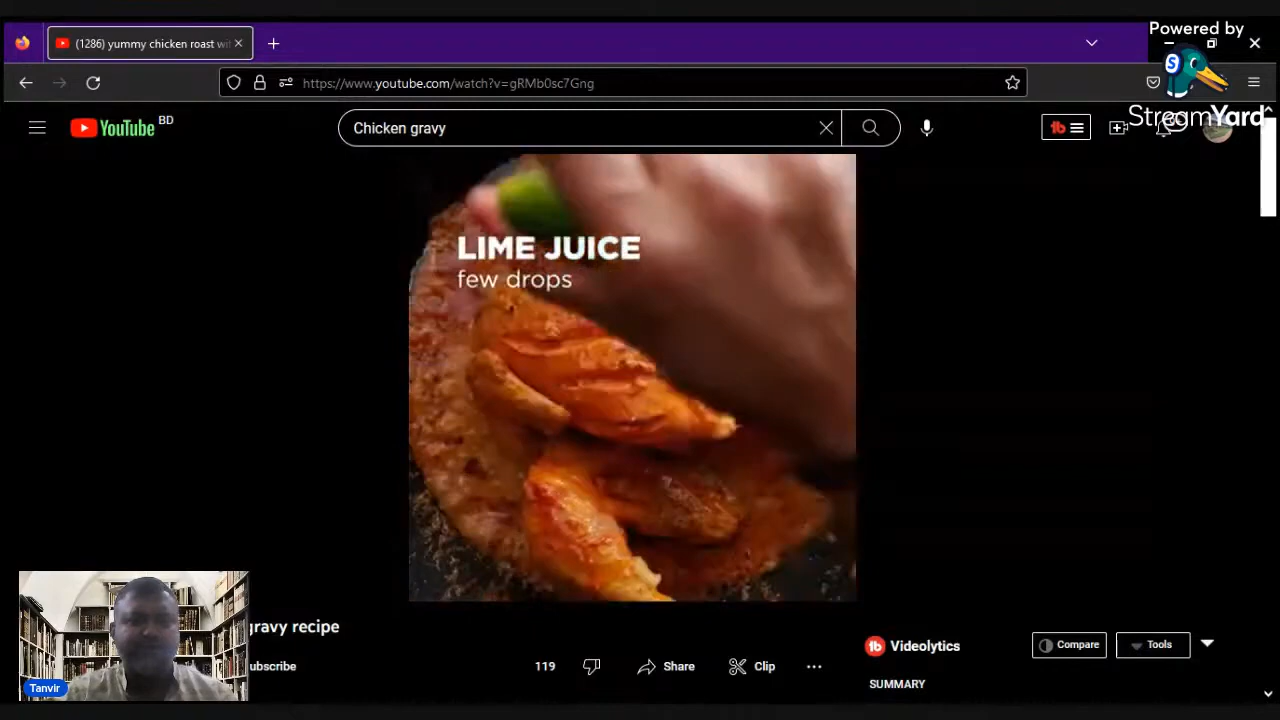 Powered by
StreamYard
(1286) yummy chicken roast wit
https://www.youtube.com/watch?v=gRMb0sc7Gng
YouTube BD
Chicken gravy
LIME JUICE
few drops
gravy recipe
ubscribe
119
Share
Clip
Videolytics
Compare
Tools
SUMMARY
Tanvir